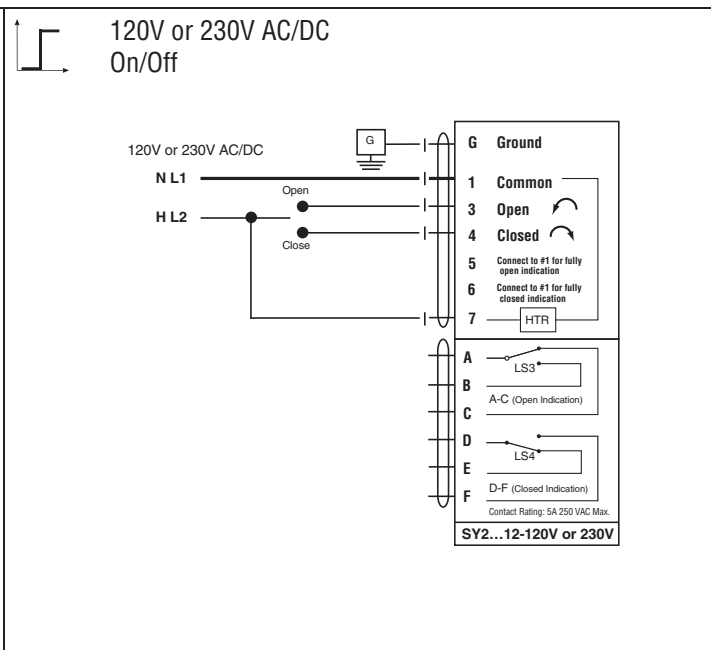 120V or 230V AC/DC
On/Off
120V or 230V AC/DC
N L1
H L2
Open
Close
G
G Ground
1 Common
3 Open
4 Closed
5 Connect to #1 for fully
open indication
6 Connect to #1 for fully
closed indication
7 HTR
A
LS3
B
A-C (Open Indication)
C
D
LS4
E
D-F (Closed Indication)
F
Contact Rating: 5A 250 VAC Max.
SY2...12-120V or 230V